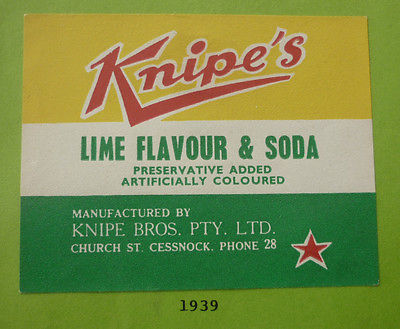 Knipe's
LIME FLAVOUR & SODA
PRESERVATIVE ADDED
ARTIFICIALLY COLOURED
MANUFACTURED BY
KNIPE BROS. PTY. LTD.
CHURCH ST. CESSNOCK. PHONE 28
1939